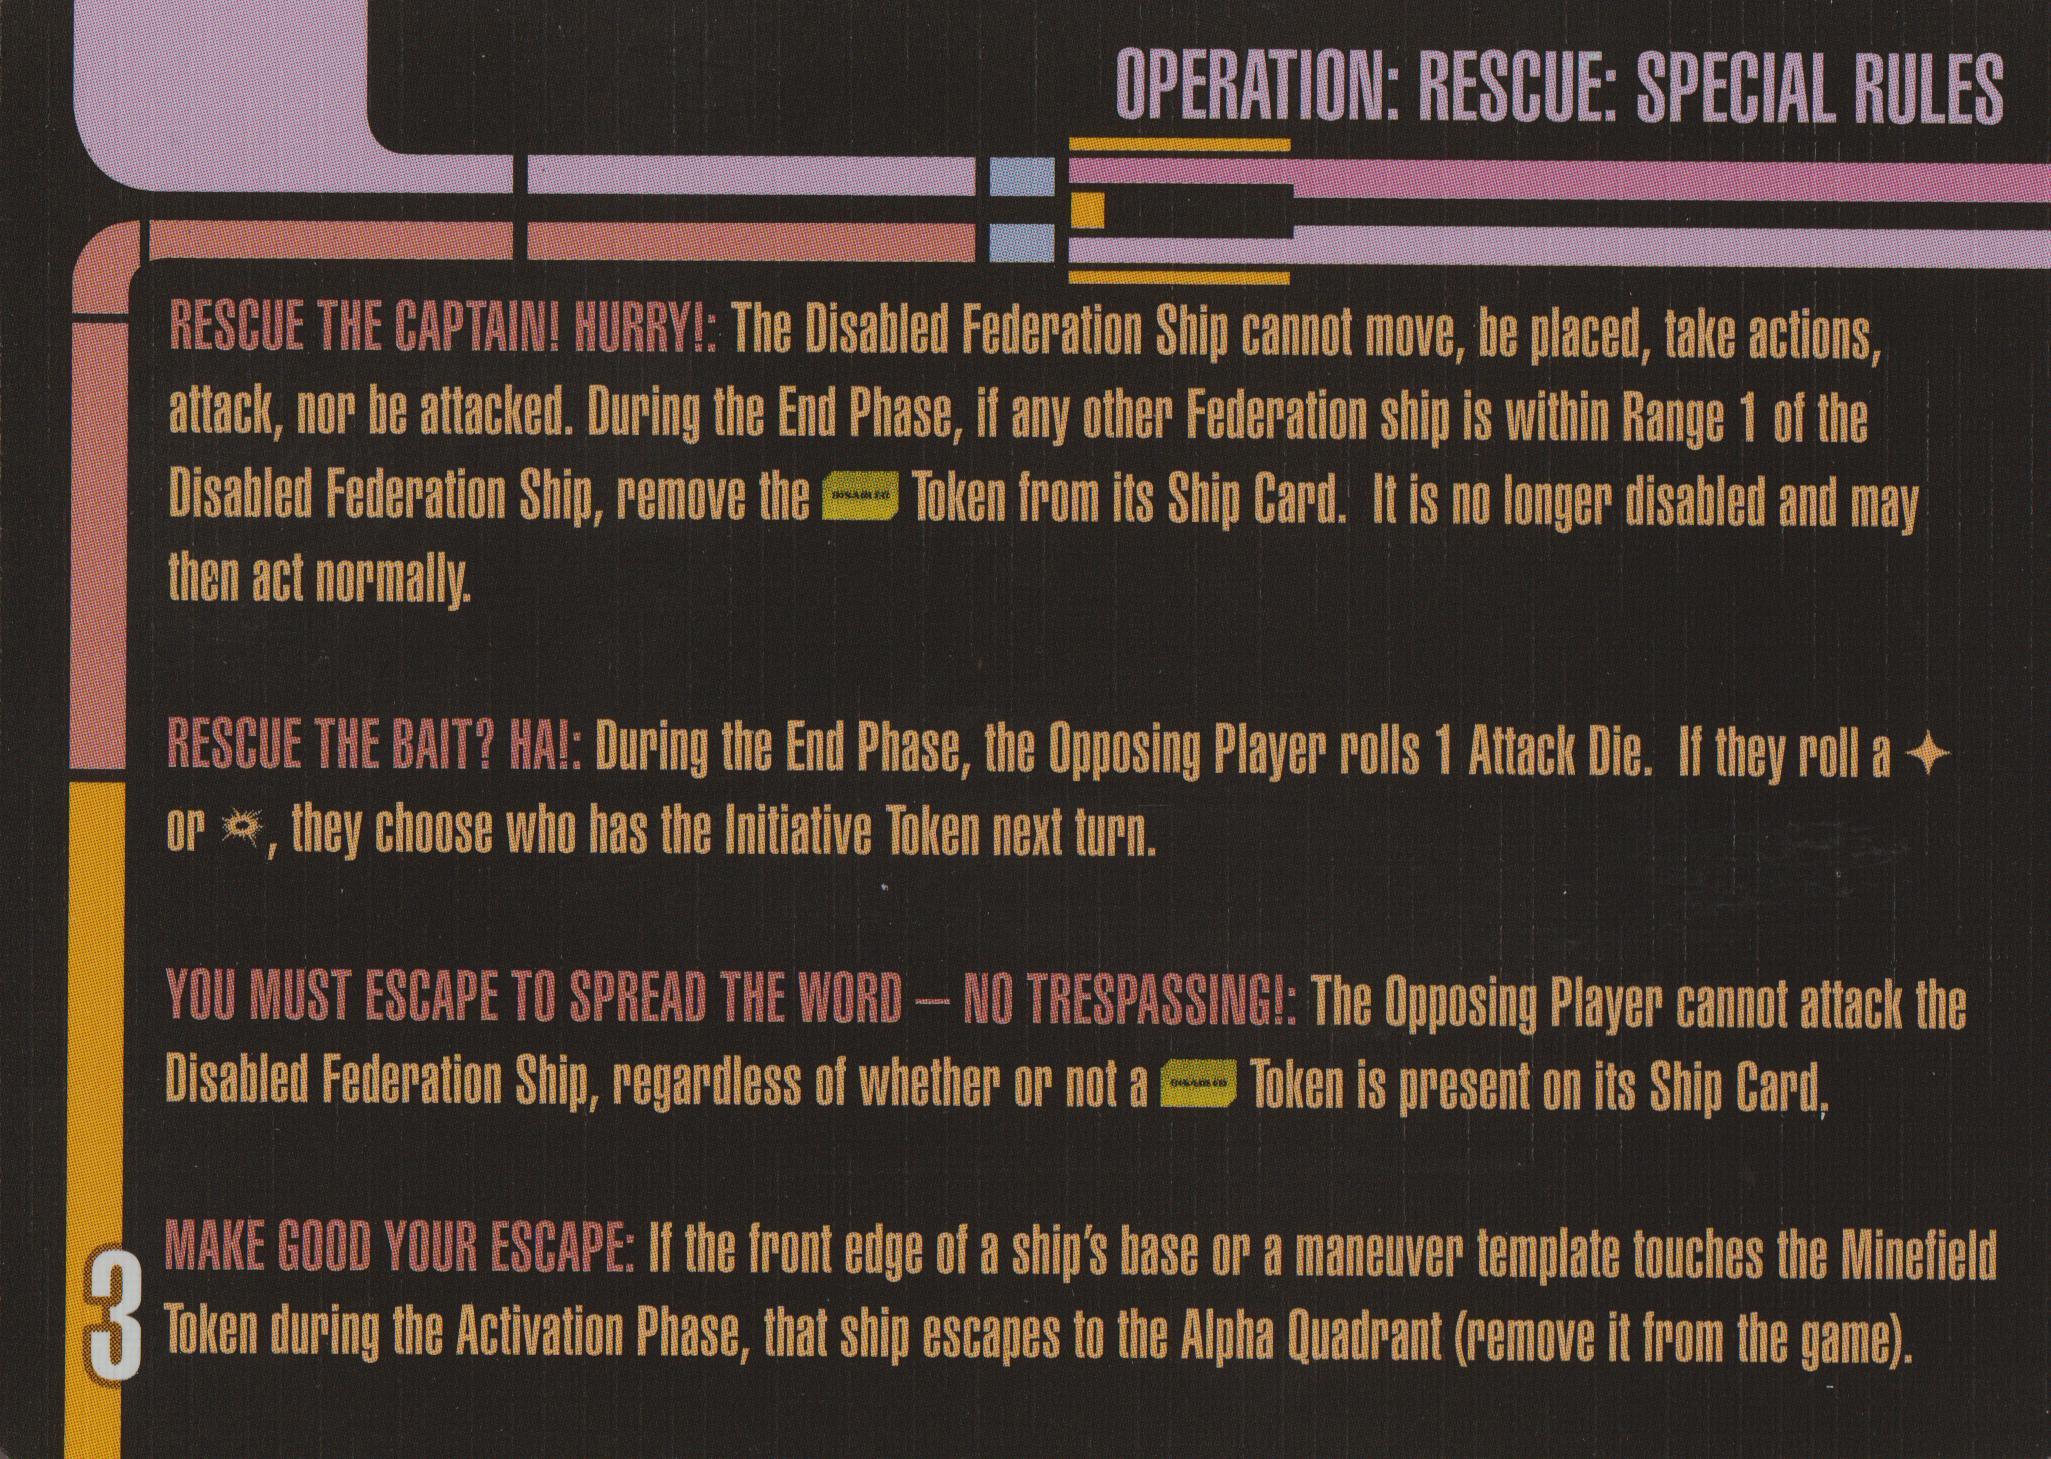 OPERATION: RESCUE: SPECIAL RULES
RESCUE THE CAPTAIN! HURRY!: The Disabled Federation Ship cannot move, be placed, take actions,
attack, nor be attacked. During the End Phase, if any other Federation ship is within Range 1 of the
Disabled Federation Ship, remove the DISABLED Token from its Ship Card. It is no longer disabled and may
then act normally.
RESCUE THE BAIT? HA!: During the End Phase, the Opposing Player rolls 1 Attack Die. If they roll a
or , they choose who has the Initiative Token next turn.
YOU MUST ESCAPE TO SPREAD THE WORD — NO TRESPASSING!: The Opposing Player cannot attack the
Disabled Federation Ship, regardless of whether or not a DISABLED Token is present on its Ship Card.
MAKE GOOD YOUR ESCAPE: If the front edge of a ship's base or a maneuver template touches the Minefield
Token during the Activation Phase, that ship escapes to the Alpha Quadrant (remove it from the game).
3